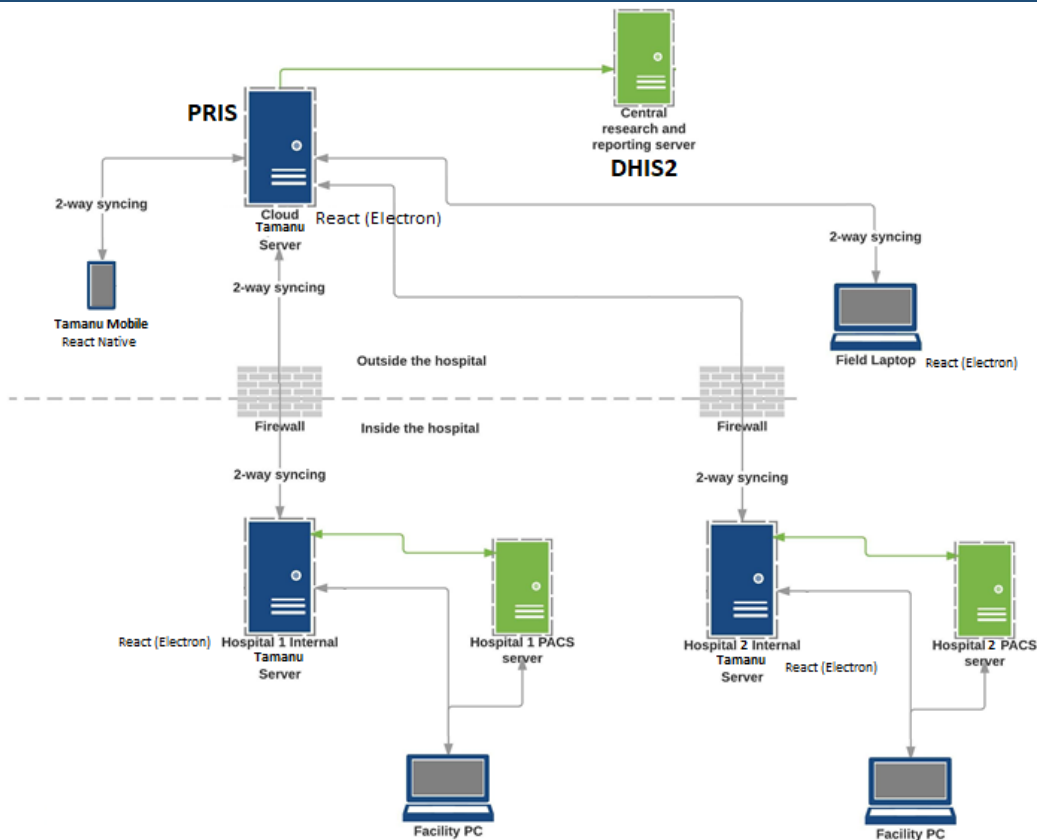 Central
research and
reporting server
DHIS2
PRIS
2-way syncing
Cloud
Tamanu
Server
React (Electron)
2-way syncing
2-way syncing
Tamanu Mobile
React Native
Field Laptop
React (Electron)
Outside the hospital
Firewall
Firewall
Inside the hospital
2-way syncing
2-way syncing
React (Electron)
Hospital 1 Internal
Tamanu
Server
Hospital 1 PACS
server
Hospital 2 Internal
Tamanu
Server
React (Electron)
Hospital 2 PACS
server
Facility PC
Facility PC